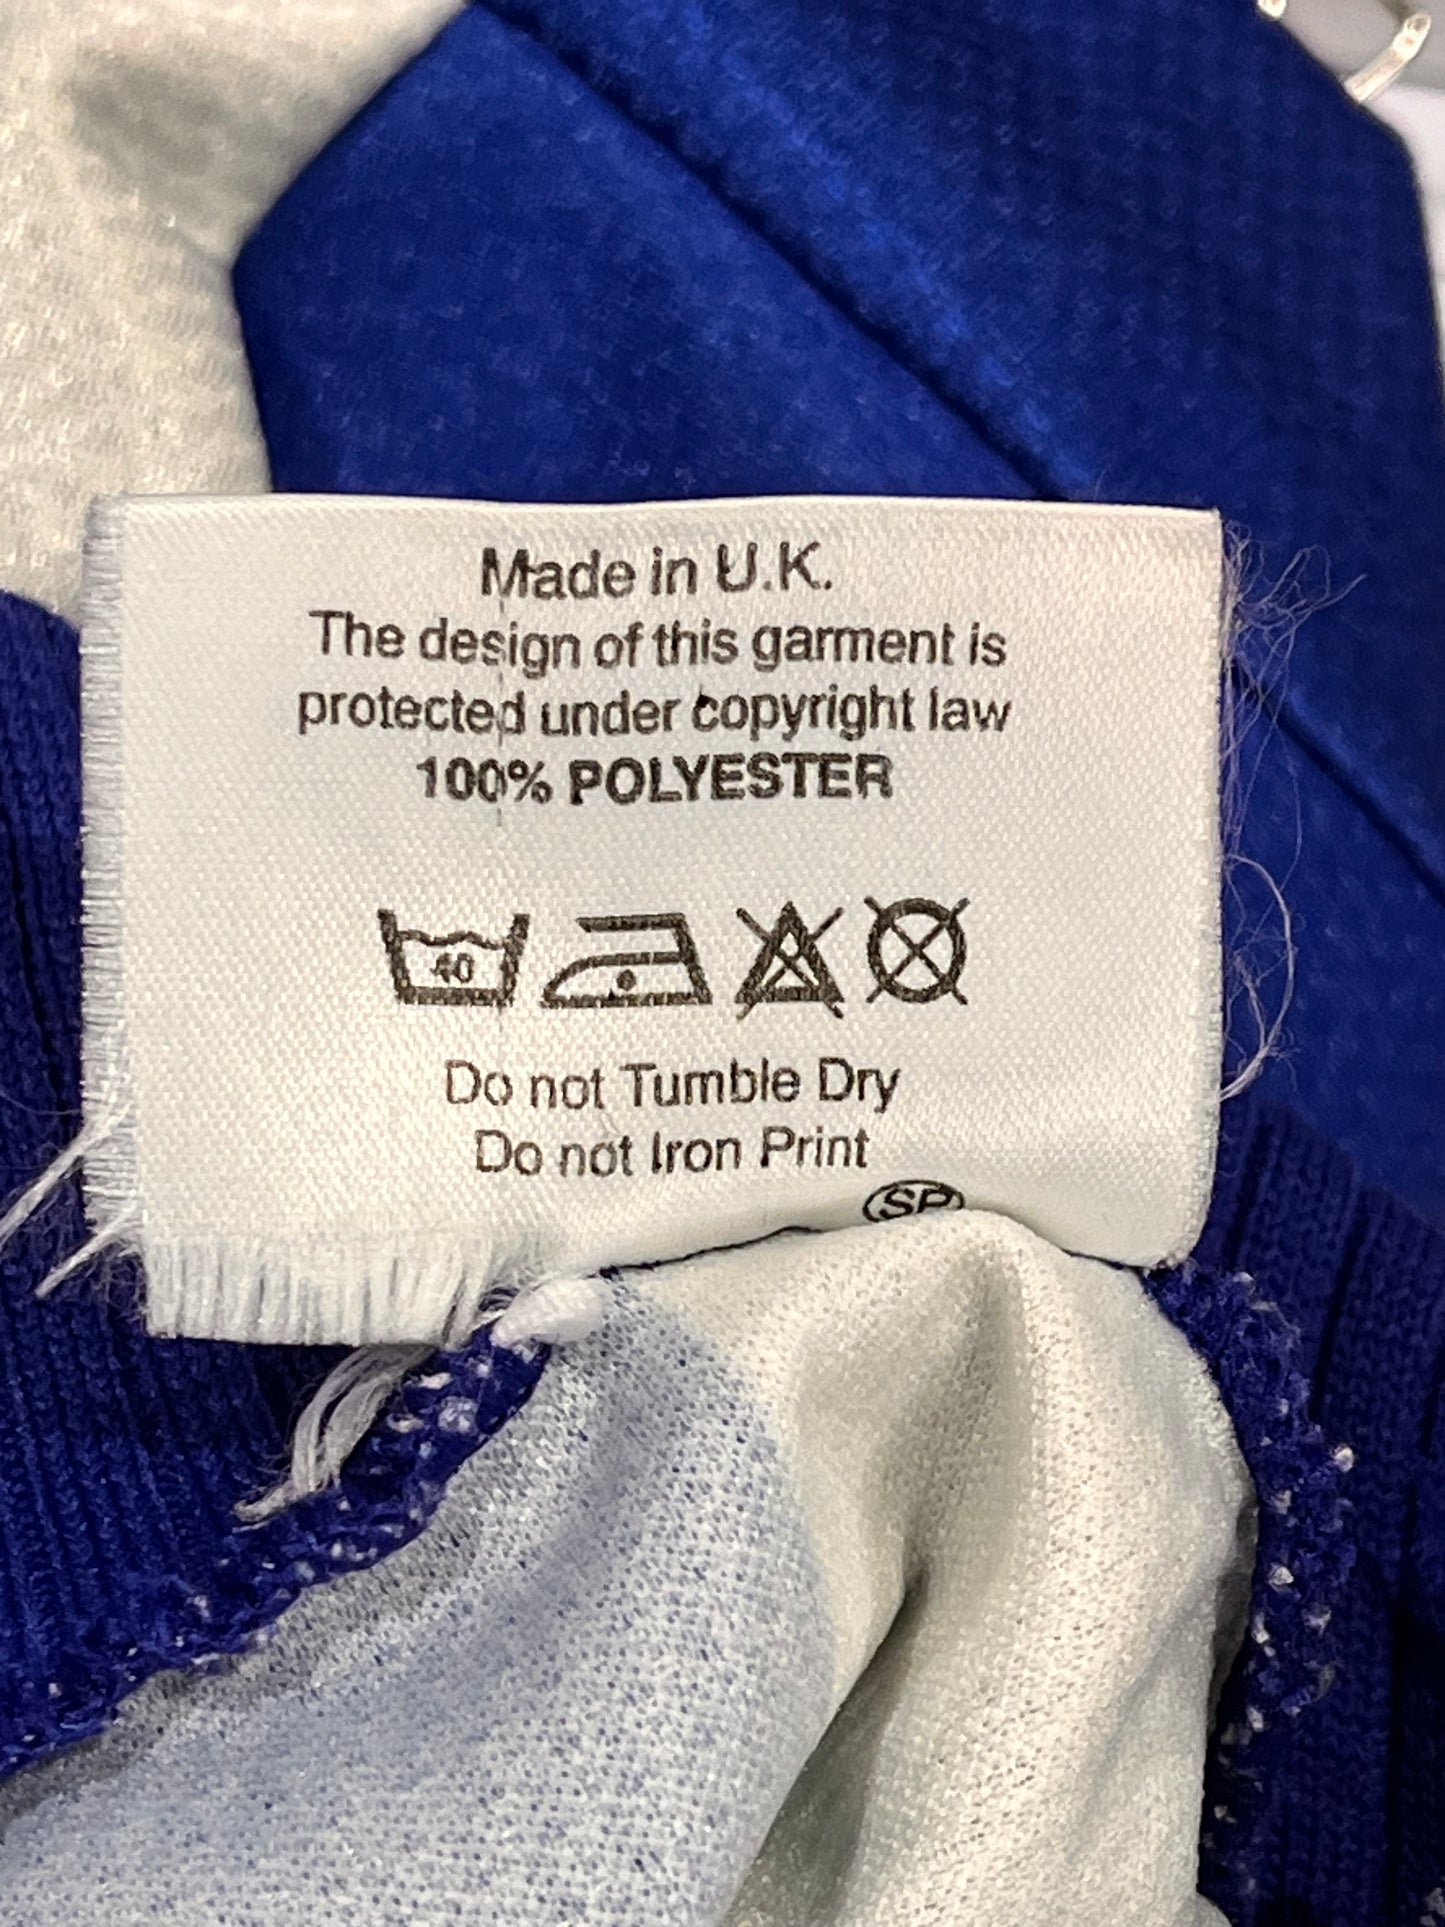 Made in U.K.
The design of this garment is
protected under copyright law
100% POLYESTER
40
Do not Tumble Dry
Do not Iron Print
SP